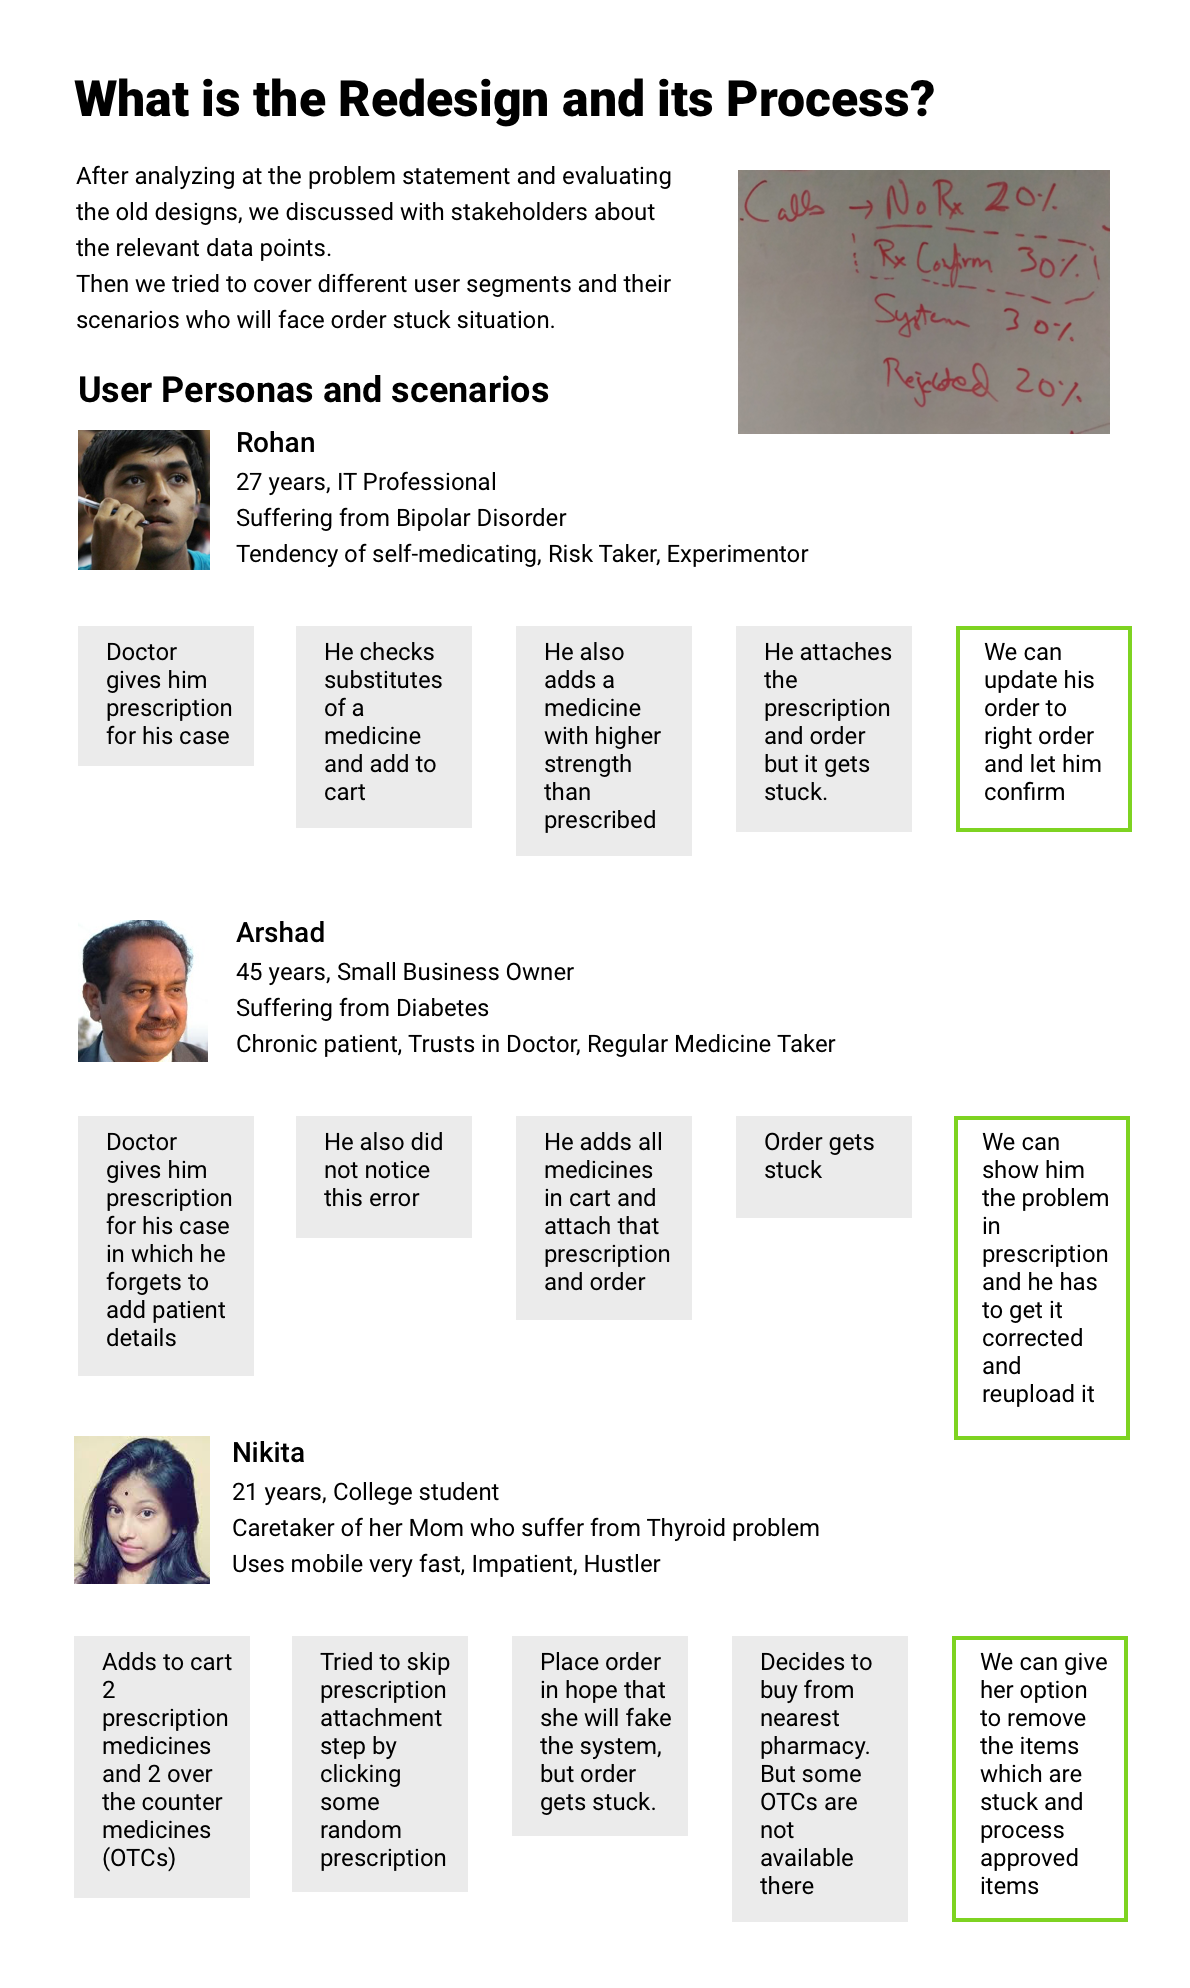 What is the Redesign and its Process?
After analyzing at the problem statement and evaluating
the old designs, we discussed with stakeholders about
the relevant data points.
Then we tried to cover different user segments and their
scenarios who will face order stuck situation.
Calls → No Rx 20%
Rx Confirm 30%
System 30%
Rejected 20%
User Personas and scenarios
Rohan
27 years, IT Professional
Suffering from Bipolar Disorder
Tendency of self-medicating, Risk Taker, Experimentor
Doctor
gives him
prescription
for his case
He checks
substitutes
of a
medicine
and add to
cart
He also
adds a
medicine
with higher
strength
than
prescribed
He attaches
the
prescription
and order
but it gets
stuck.
We can
update his
order to
right order
and let him
confirm
Arshad
45 years, Small Business Owner
Suffering from Diabetes
Chronic patient, Trusts in Doctor, Regular Medicine Taker
Doctor
gives him
prescription
for his case
in which he
forgets to
add patient
details
He also did
not notice
this error
He adds all
medicines
in cart and
attach that
prescription
and order
Order gets
stuck
We can
show him
the problem
in
prescription
and he has
to get it
corrected
and
reupload it
Nikita
21 years, College student
Caretaker of her Mom who suffer from Thyroid problem
Uses mobile very fast, Impatient, Hustler
Adds to cart
2
prescription
medicines
and 2 over
the counter
medicines
(OTCs)
Tried to skip
prescription
attachment
step by
clicking
some
random
prescription
Place order
in hope that
she will fake
the system,
but order
gets stuck.
Decides to
buy from
nearest
pharmacy.
But some
OTCs are
not
available
there
We can give
her option
to remove
the items
which are
stuck and
process
approved
items